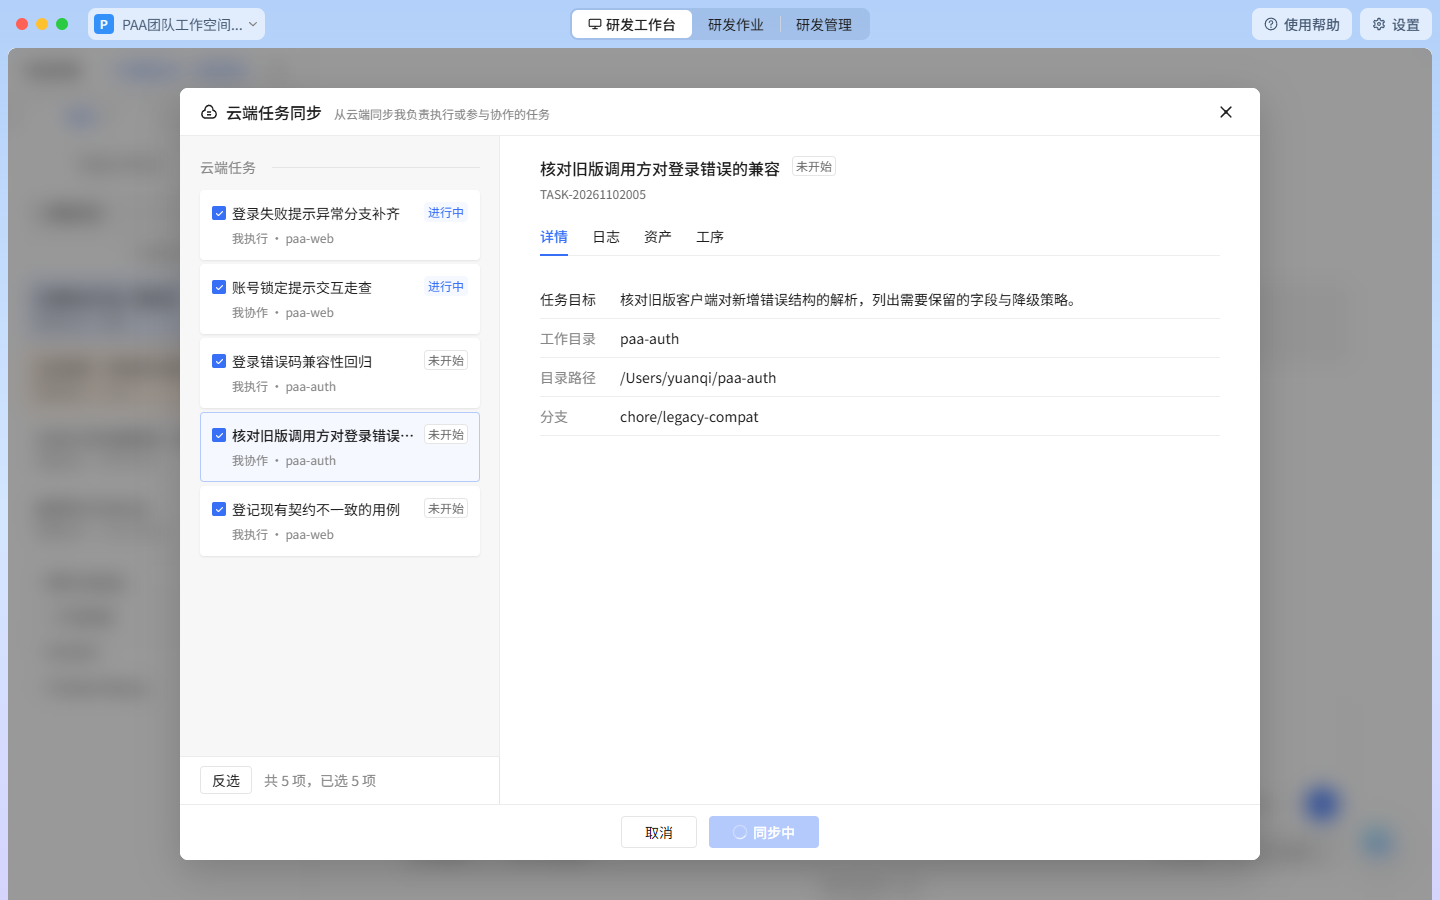 P PAA团队工作空间...
研发工作台 研发作业 研发管理
使用帮助 设置
云端任务同步 从云端同步我负责执行或参与协作的任务
云端任务
登录失败提示异常分支补齐 进行中
我执行 • paa-web
账号锁定提示交互走查 进行中
我协作 • paa-web
登录错误码兼容性回归 未开始
我执行 • paa-auth
核对旧版调用方对登录错误… 未开始
我协作 • paa-auth
登记现有契约不一致的用例 未开始
我执行 • paa-web
反选 共 5 项，已选 5 项
核对旧版调用方对登录错误的兼容 未开始
TASK-20261102005
详情 日志 资产 工序
任务目标 核对旧版客户端对新增错误结构的解析，列出需要保留的字段与降级策略。
工作目录 paa-auth
目录路径 /Users/yuanqi/paa-auth
分支 chore/legacy-compat
取消 同步中